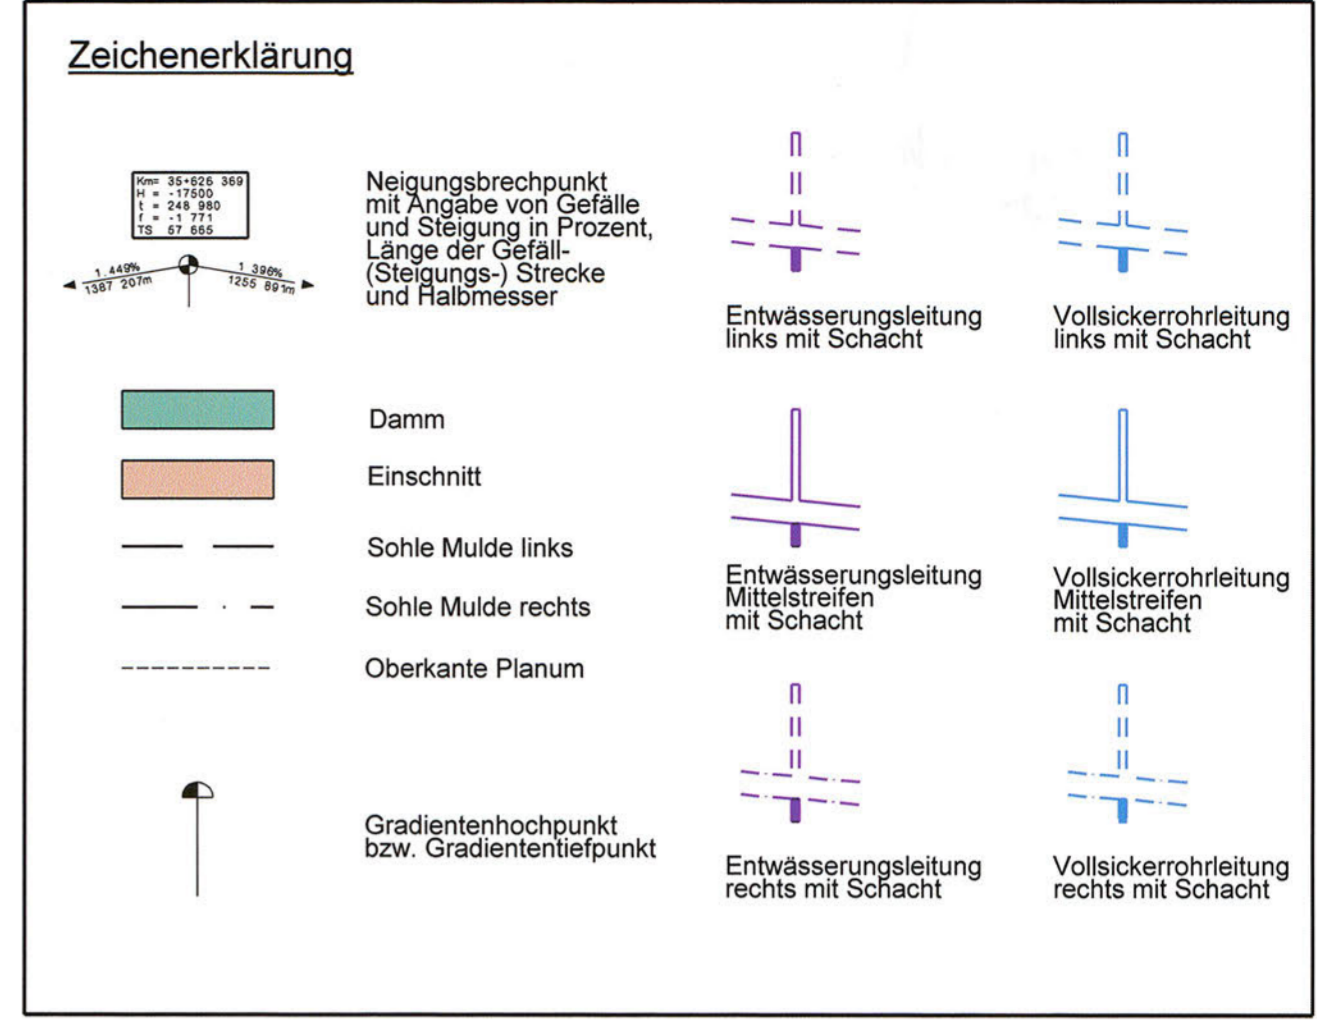 Zeichenerklärung
Km= 35+626 369
H = -17500
t = 248 980
f = -1 771
TS 57 665
1.449%
1387 207m
1 396%
1255 891m
Neigungsbrechpunkt
mit Angabe von Gefälle
und Steigung in Prozent,
Länge der Gefäll-
(Steigungs-) Strecke
und Halbmesser
Damm
Einschnitt
Sohle Mulde links
Sohle Mulde rechts
Oberkante Planum
Gradientenhochpunkt
bzw. Gradiententiefpunkt
Entwässerungsleitung
links mit Schacht
Vollsickerrohrleitung
links mit Schacht
Entwässerungsleitung
Mittelstreifen
mit Schacht
Vollsickerrohrleitung
Mittelstreifen
mit Schacht
Entwässerungsleitung
rechts mit Schacht
Vollsickerrohrleitung
rechts mit Schacht